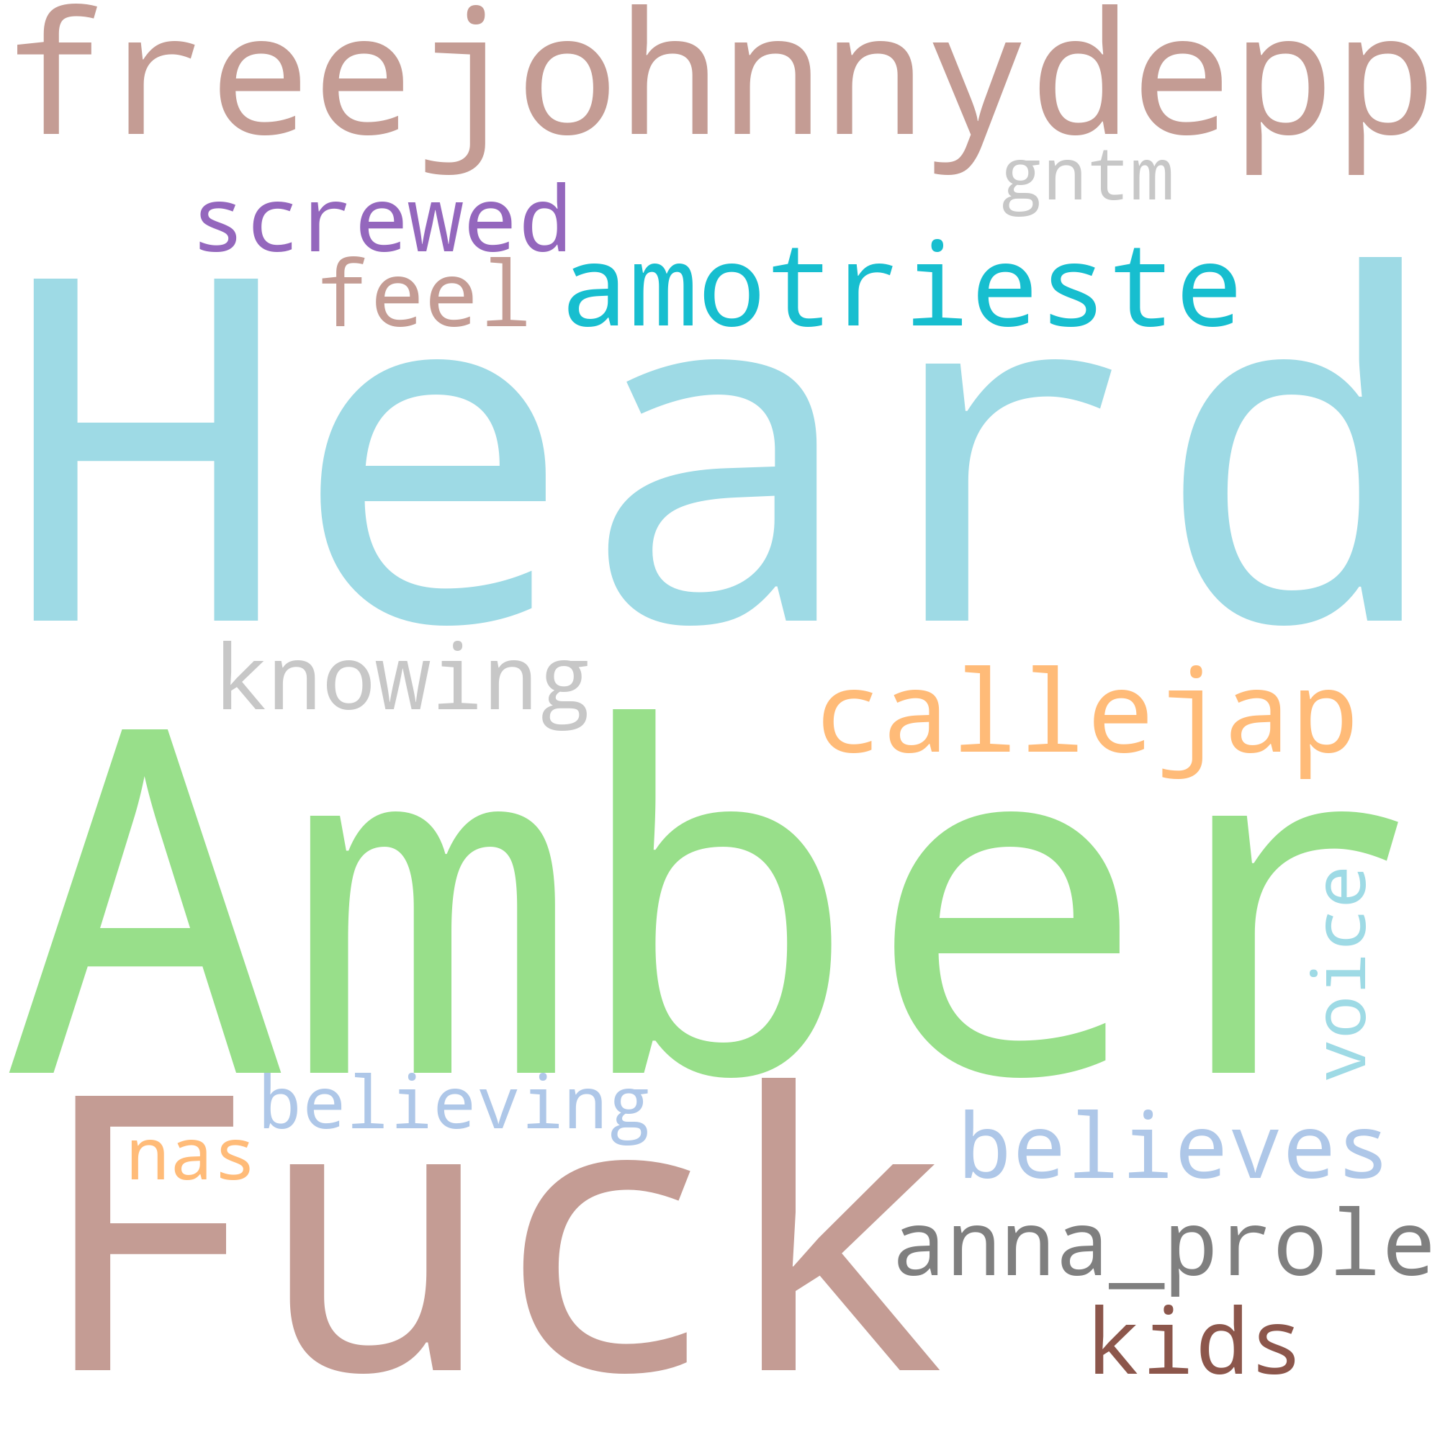 freejohnnydepp
gntm
screwed
feel
amotrieste
Heard
knowing
callejap
Amber
voice
believing
Fuck
nas
believes
anna_prole
kids